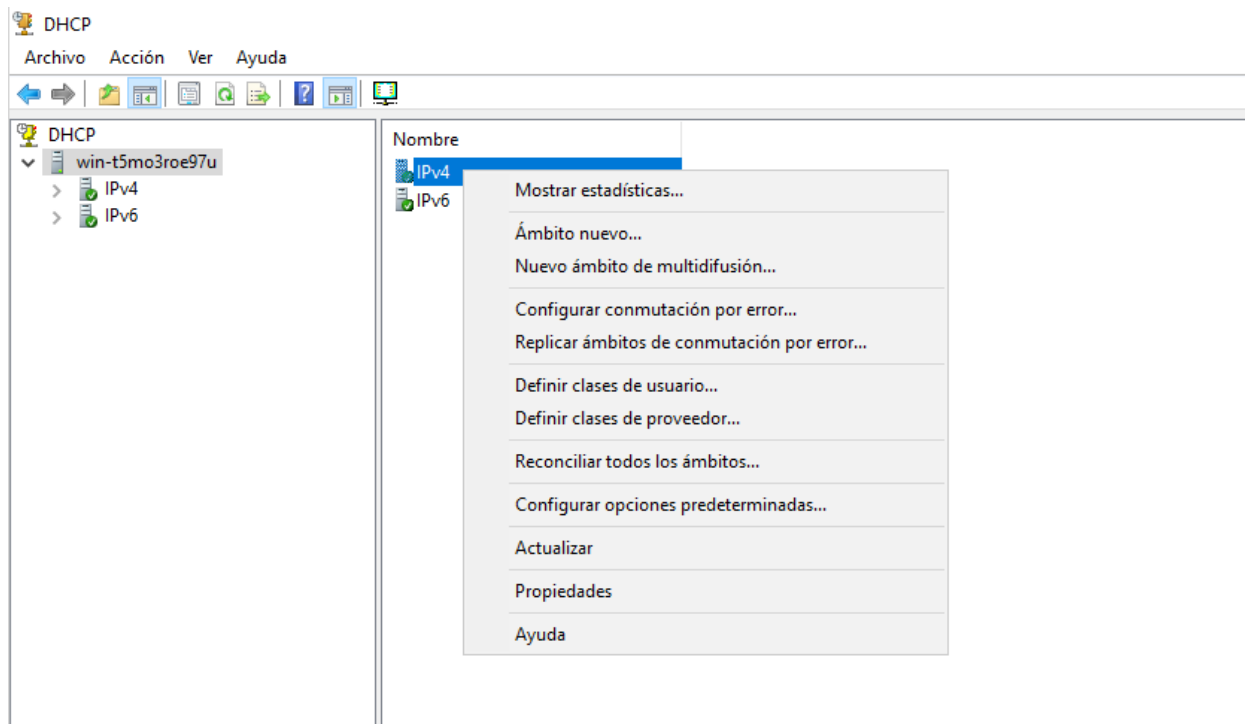 DHCP
Archivo Acción Ver Ayuda
DHCP
win-t5mo3roe97u
IPv4
IPv6
Nombre
IPv4
IPv6
Mostrar estadísticas...
Ámbito nuevo...
Nuevo ámbito de multidifusión...
Configurar conmutación por error...
Replicar ámbitos de conmutación por error...
Definir clases de usuario...
Definir clases de proveedor...
Reconciliar todos los ámbitos...
Configurar opciones predeterminadas...
Actualizar
Propiedades
Ayuda